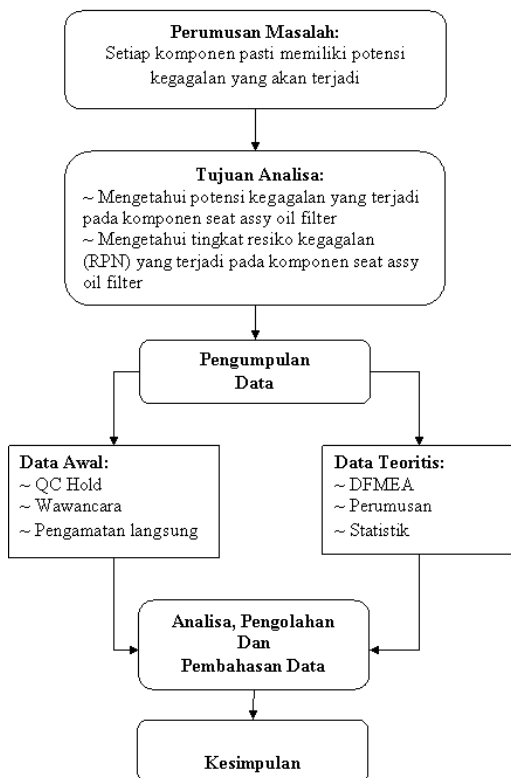 Perumusan Masalah:
Setiap komponen pasti memiliki potensi
kegagalan yang akan terjadi
Tujuan Analisa:
~ Mengetahui potensi kegagalan yang terjadi
pada komponen seat assy oil filter
~ Mengetahui tingkat resiko kegagalan
(RPN) yang terjadi pada komponen seat assy
oil filter
Pengumpulan
Data
Data Awal:
~ QC Hold
~ Wawancara
~ Pengamatan langsung
Data Teoritis:
~ DFMEA
~ Perumusan
~ Statistik
Analisa, Pengolahan
Dan
Pembahasan Data
Kesimpulan